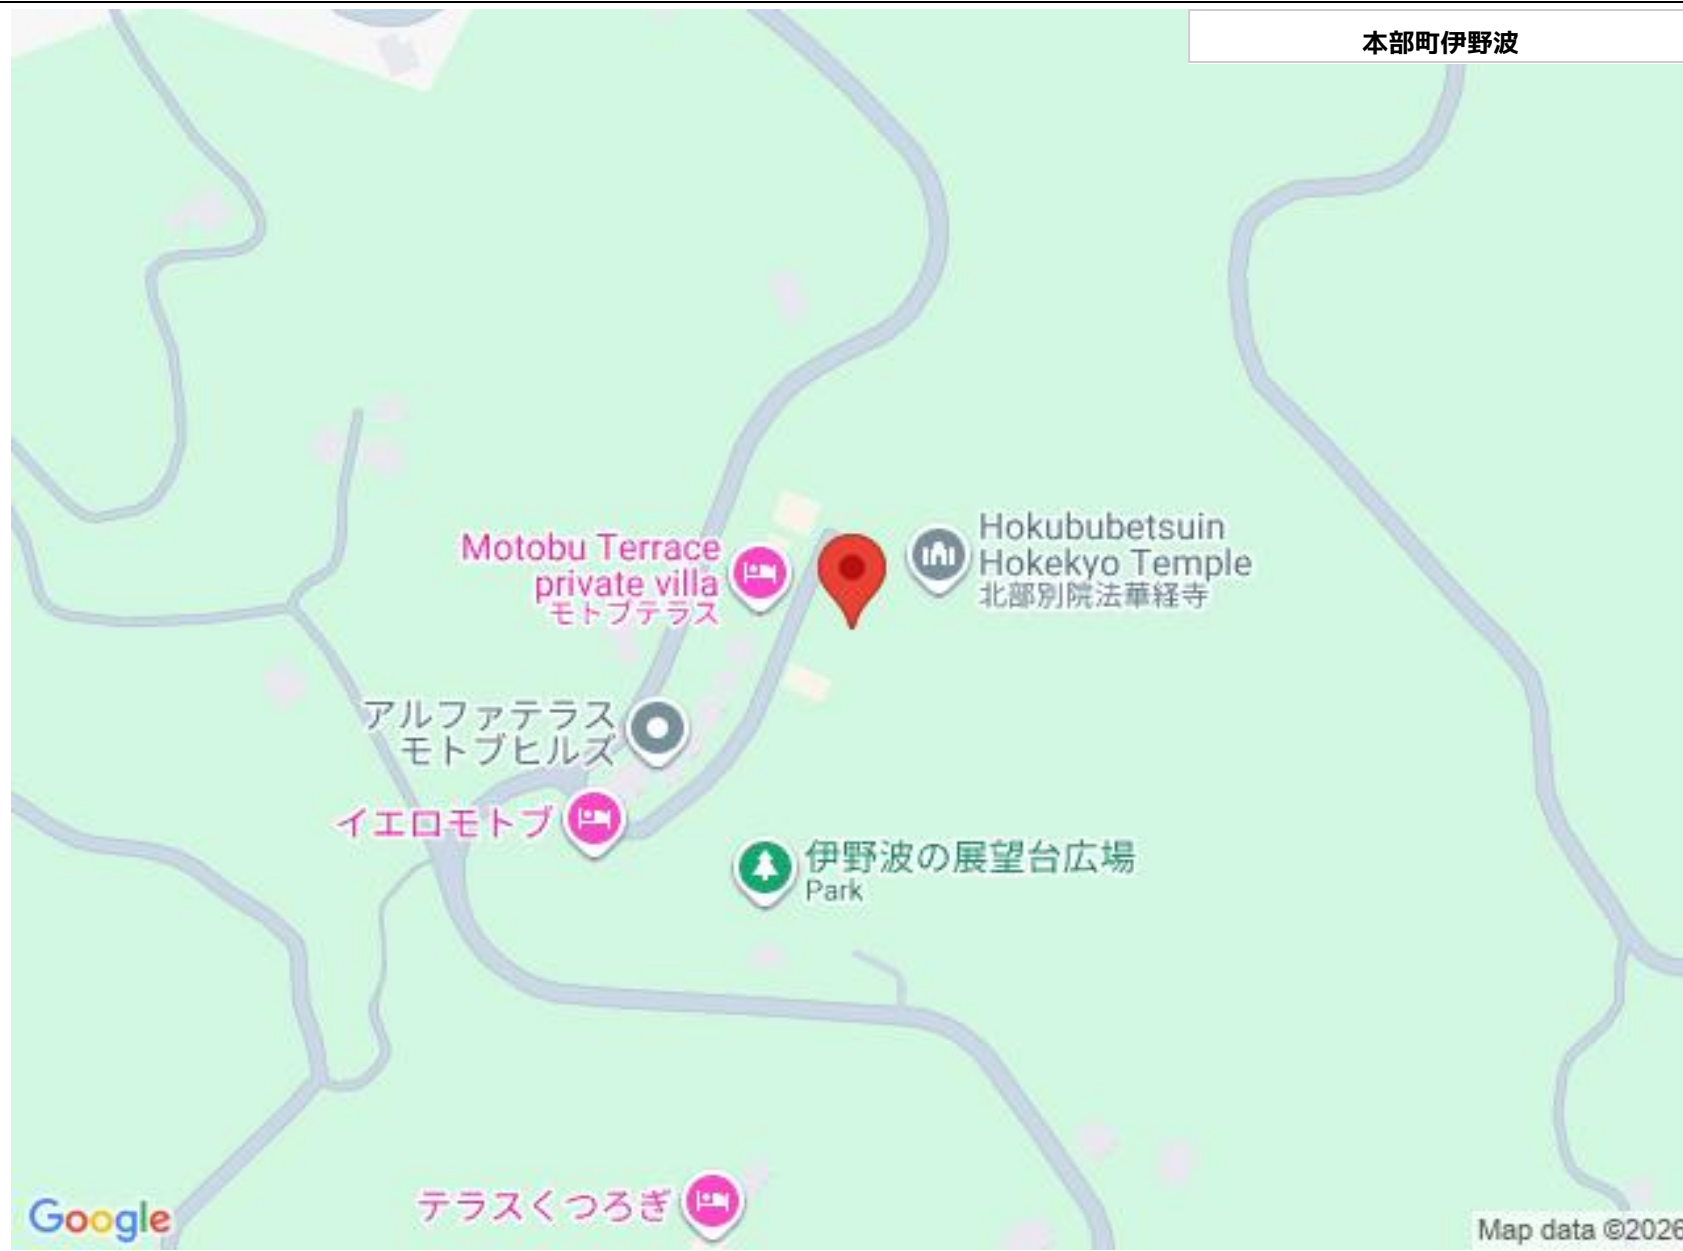 本部町伊野波
Motobu Terrace
private villa
モトブテラス
Hokububetsuin
Hokekyo Temple
北部別院法華経寺
アルファテラス
モトブヒルズ
イエロモトブ
伊野波の展望台広場
Park
テラスくつろぎ
Google
Map data ©2026